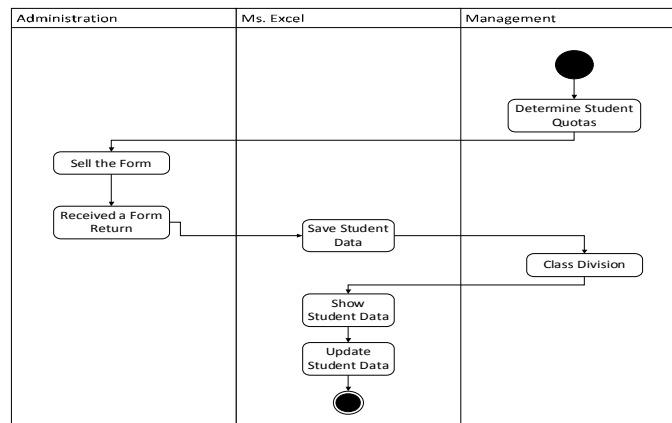 Administration
Ms. Excel
Management
Determine Student
Quotas
Sell the Form
Received a Form
Return
Save Student
Data
Class Division
Show
Student Data
Update
Student Data